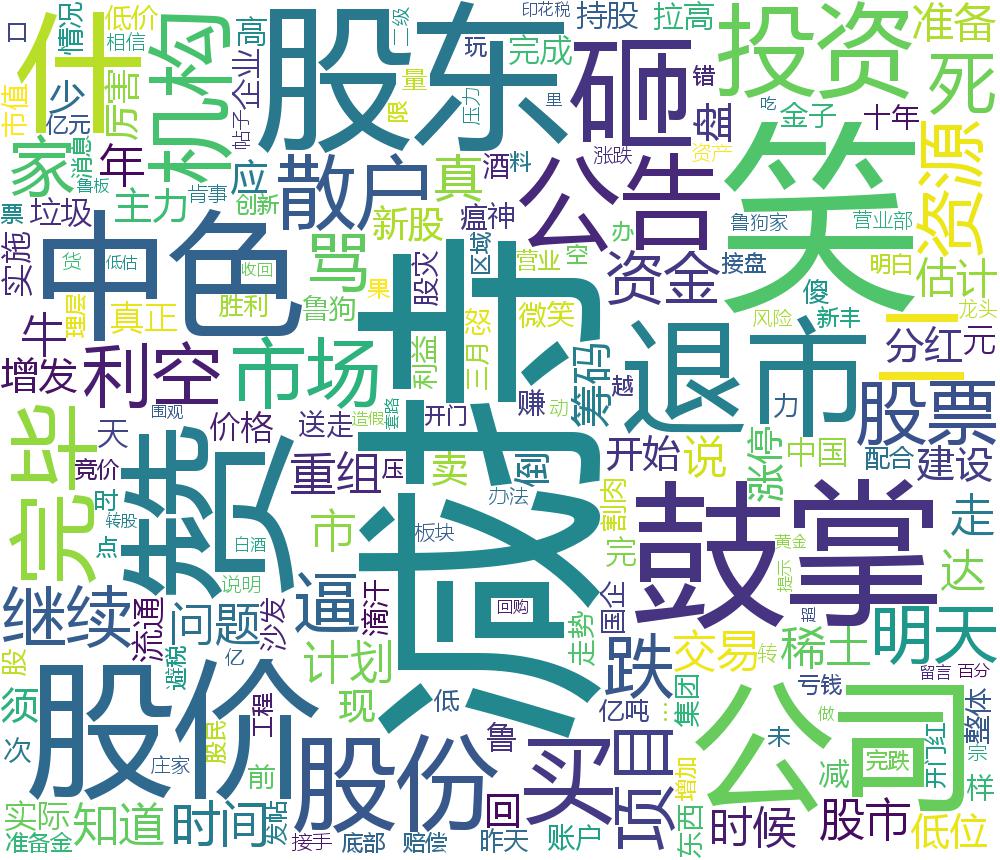 减持
股东
笑
股价
公司
中色
融资
鼓掌
退市
公告
投资
砸
什
机构
股份
买
散户
完毕
市场
利空
资源
股票
项目
继续
明天
跌
逼
骂
资金
死
家
真
年
应
少
厉害
主力
垃圾
新股
瘟神
酒
料
股灾
区域
营业
空
办
接盘
估计
明白
龙头
元
分红
新丰
傻
风险
微笑
怒
三月
利益
果
鲁狗
胜利
收回
低估
货
真正
理层
牛
增发
实施
票
鲁板
消息
亿元
市值
低价
相信
情况
口
企业
高
帖子
创新
肯事
二级
玩
完成
印花税
持股
拉高
准备
量
限
压力
里
错
盘
吃
金子
十年
涨跌
资产
鲁狗家
营业部
筹码
越
赚
动
力
开始
说
涨停
中国
配合
建设
走
达
割肉
完
黄金
提示
国企
走势
交易
转
稀土
亏钱
留言
百分
整体
集团
亿吨
未
做
减
完跌
开门红
宗
样
增加
东西
时候
股市
低位
价格
送走
围观
造假
套路
开门
天
竞价
时
点
转股
白酒
说明
重组
压
卖
倒
办法
板块
市
滴汗
回购
问题
沙发
流通
避税
亿
计划
现
低
股
须
次
股民
工程
庄家
前
鲁
回
实际
准备金
知道
时间
发帖
接手
底部
赔偿
昨天
账户